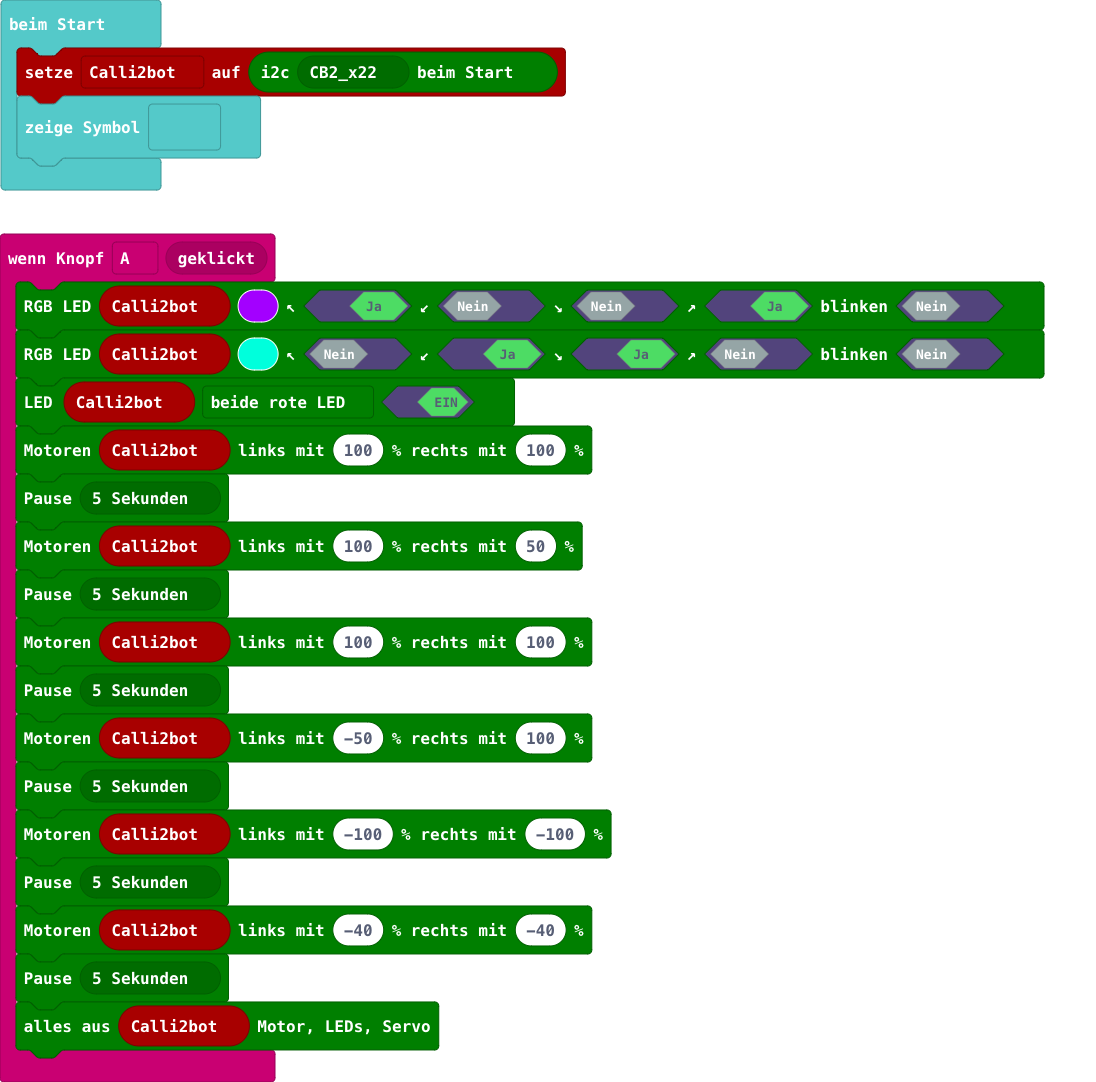 beim Start
setze Calli2bot auf i2c CB2_x22 beim Start
zeige Symbol
wenn Knopf A geklickt
RGB LED Calli2bot ↖ Ja ↙ Nein ↘ Nein ↗ Ja blinken Nein
RGB LED Calli2bot ↖ Nein ↙ Ja ↘ Ja ↗ Nein blinken Nein
LED Calli2bot beide rote LED EIN
Motoren Calli2bot links mit 100 % rechts mit 100 %
Pause 5 Sekunden
Motoren Calli2bot links mit 100 % rechts mit 50 %
Pause 5 Sekunden
Motoren Calli2bot links mit 100 % rechts mit 100 %
Pause 5 Sekunden
Motoren Calli2bot links mit -50 % rechts mit 100 %
Pause 5 Sekunden
Motoren Calli2bot links mit -100 % rechts mit -100 %
Pause 5 Sekunden
Motoren Calli2bot links mit -40 % rechts mit -40 %
Pause 5 Sekunden
alles aus Calli2bot Motor, LEDs, Servo